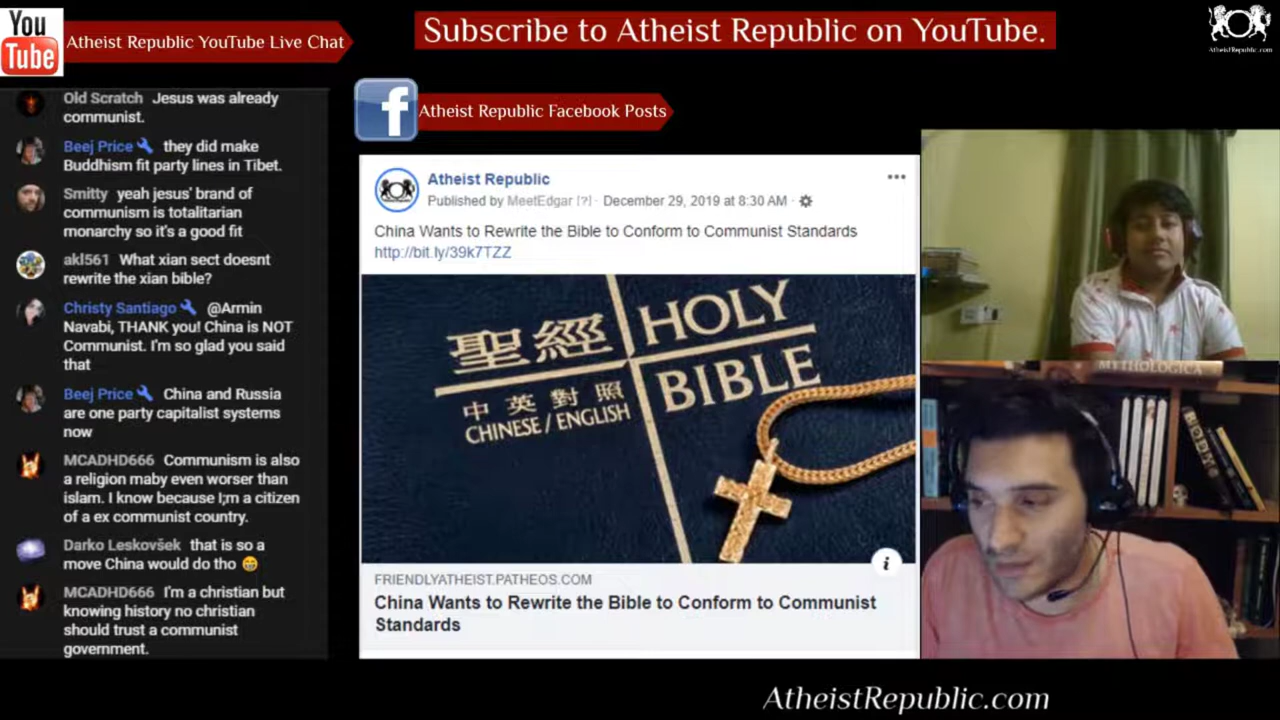 You
Tube
Atheist Republic YouTube Live Chat
Subscribe to Atheist Republic on YouTube.
AtheistRepublic.com
Old Scratch Jesus was already
communist.
Beej Price they did make
Buddhism fit party lines in Tibet.
Smitty yeah jesus' brand of
communism is totalitarian
monarchy so it's a good fit
akl561 What xian sect doesnt
rewrite the xian bible?
Christy Santiago @Armin
Navabi, THANK you! China is NOT
Communist. I'm so glad you said
that
Beej Price China and Russia
are one party capitalist systems
now
MCADHD666 Communism is also
a religion maby even worser than
islam. I know because I;m a citizen
of a ex communist country.
Darko Leskovšek that is so a
move China would do tho
MCADHD666 I'm a christian but
knowing history no christian
should trust a communist
government.
f
Atheist Republic Facebook Posts
Atheist Republic
Published by MeetEdgar [?] · December 29, 2019 at 8:30 AM ·
China Wants to Rewrite the Bible to Conform to Communist Standards
http://bit.ly/39k7TZZ
聖經
HOLY
BIBLE
中英對照
CHINESE/ENGLISH
i
FRIENDLYATHEIST.PATHEOS.COM
China Wants to Rewrite the Bible to Conform to Communist
Standards
MYTHOLOGICA
AtheistRepublic.com